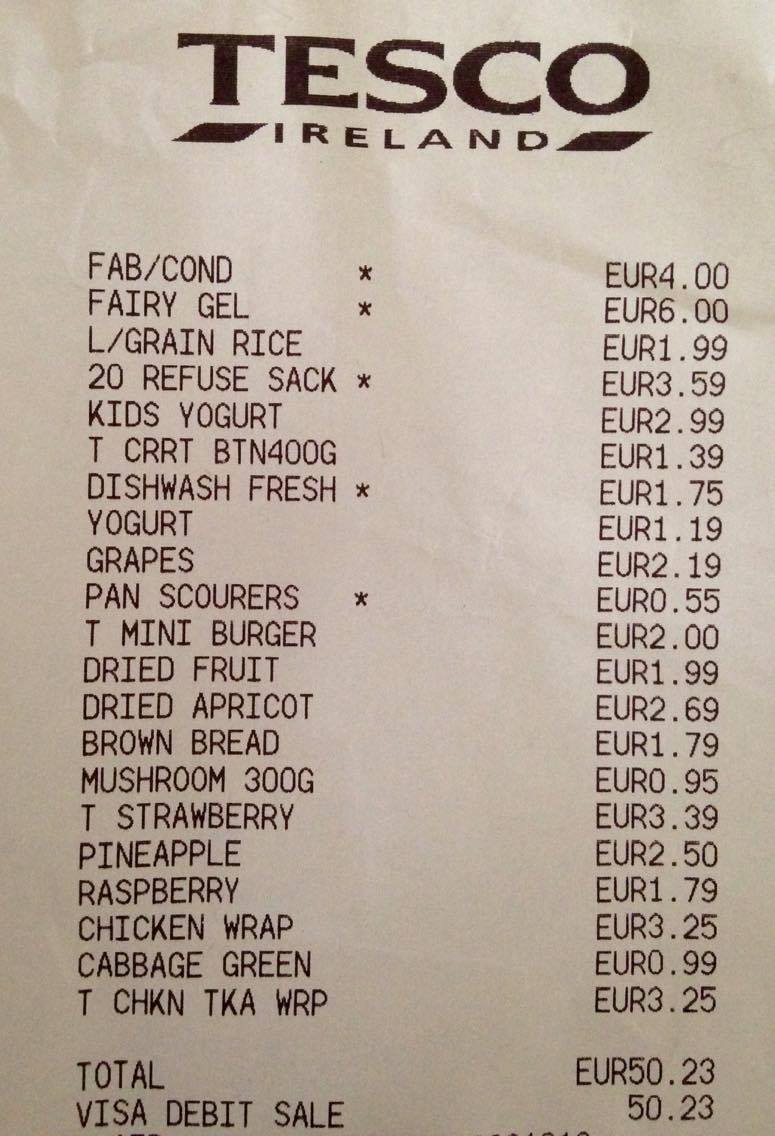 TESCO
IRELAND
FAB/COND * EUR4.00
FAIRY GEL * EUR6.00
L/GRAIN RICE EUR1.99
20 REFUSE SACK * EUR3.59
KIDS YOGURT EUR2.99
T CRRT BTN400G EUR1.39
DISHWASH FRESH * EUR1.75
YOGURT EUR1.19
GRAPES EUR2.19
PAN SCOURERS * EUR0.55
T MINI BURGER EUR2.00
DRIED FRUIT EUR1.99
DRIED APRICOT EUR2.69
BROWN BREAD EUR1.79
MUSHROOM 300G EUR0.95
T STRAWBERRY EUR3.39
PINEAPPLE EUR2.50
RASPBERRY EUR1.79
CHICKEN WRAP EUR3.25
CABBAGE GREEN EUR0.99
T CHKN TKA WRP EUR3.25
TOTAL EUR50.23
VISA DEBIT SALE 50.23